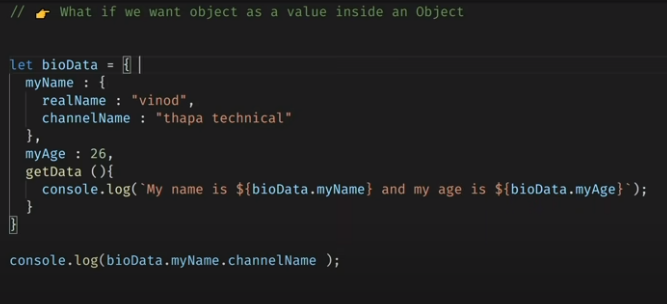 // 👉 What if we want object as a value inside an Object
let bioData = {
  myName : {
    realName : "vinod",
    channelName : "thapa technical"
  },
  myAge : 26,
  getData (){
    console.log(`My name is ${bioData.myName} and my age is ${bioData.myAge}`);
  }
}
console.log(bioData.myName.channelName );